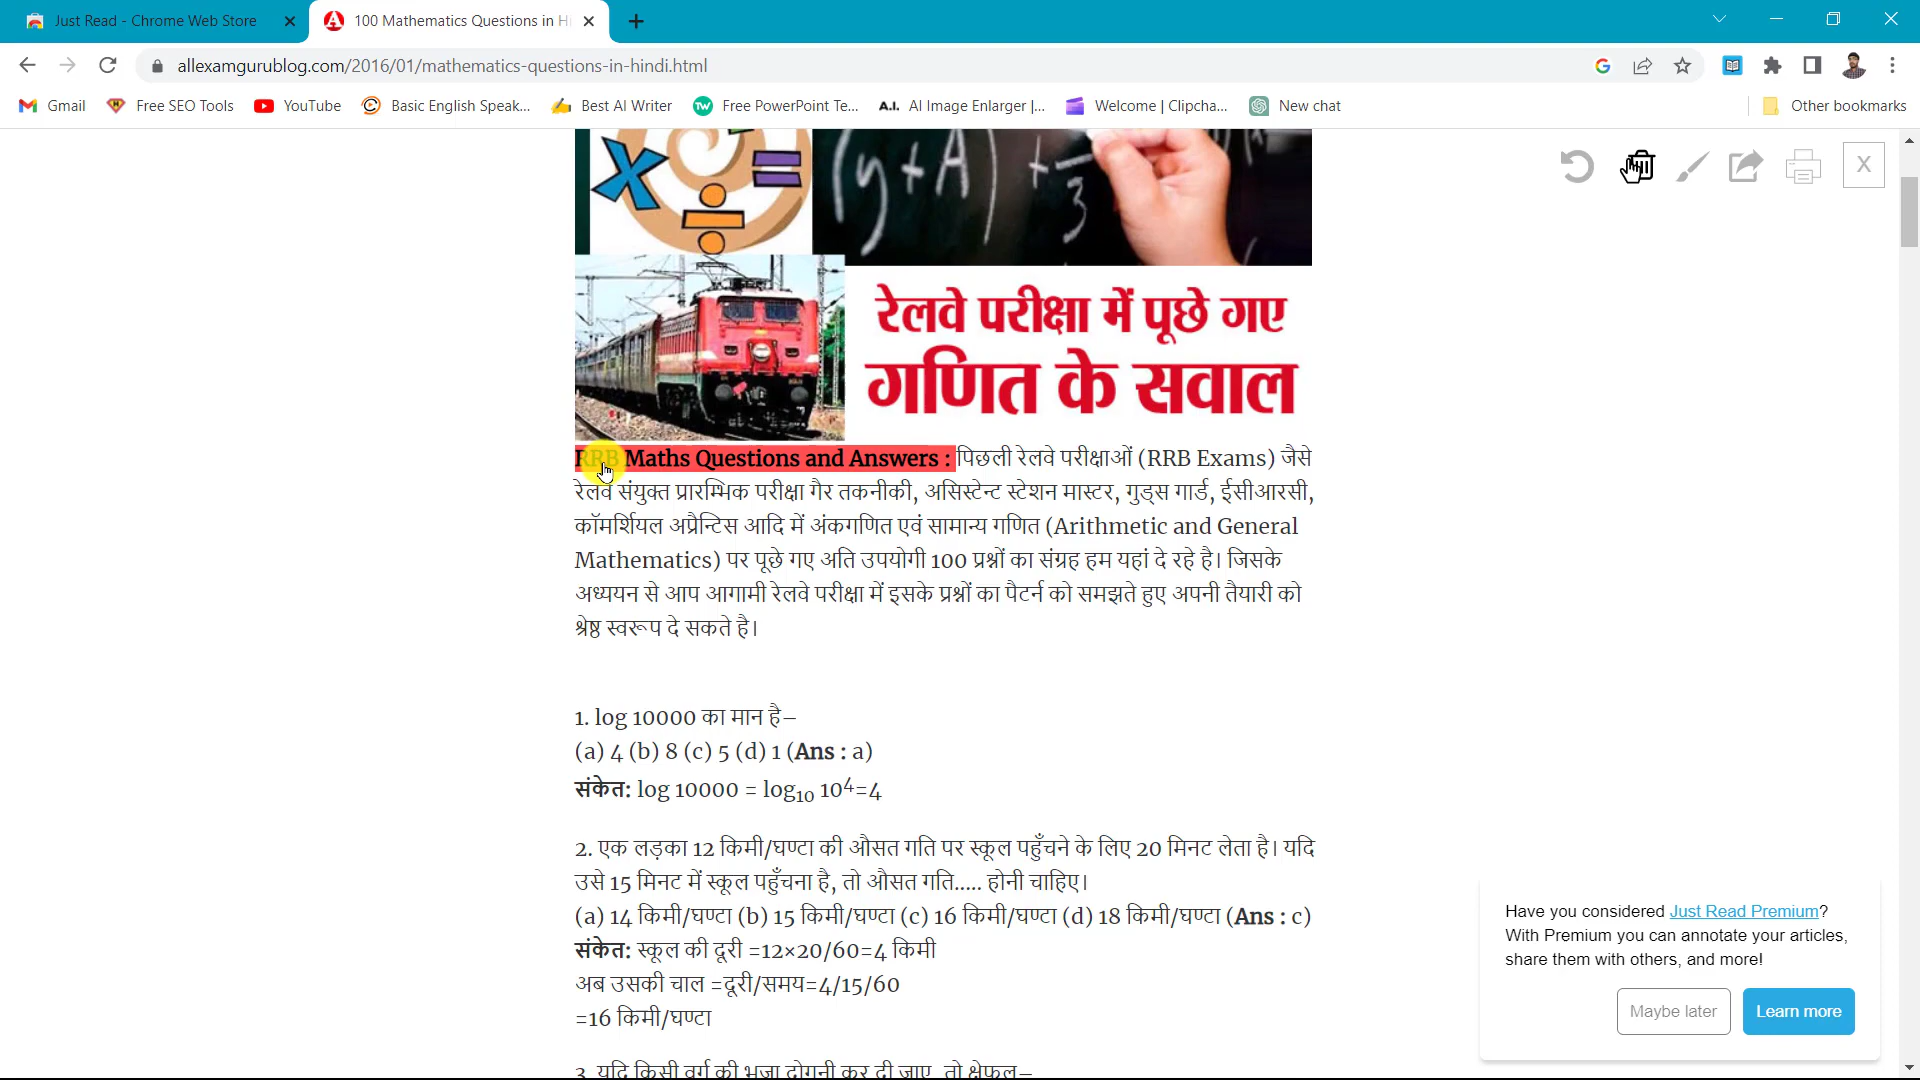 Just Read - Chrome Web Store
100 Mathematics Questions in Hi
allexamgurublog.com/2016/01/mathematics-questions-in-hindi.html
Gmail
Free SEO Tools
YouTube
Basic English Speak...
Best AI Writer
Free PowerPoint Te...
AI Image Enlarger |...
Welcome | Clipcha...
New chat
Other bookmarks
(y+A)+ 3
X
रेलवे परीक्षा में पूछे गए
गणित के सवाल
RRB Maths Questions and Answers : पिछली रेलवे परीक्षाओं (RRB Exams) जैसे
रेलवे संयुक्त प्रारम्भिक परीक्षा गैर तकनीकी, असिस्टेन्ट स्टेशन मास्टर, गुड्स गार्ड, ईसीआरसी,
कॉमर्शियल अप्रैन्टिस आदि में अंकगणित एवं सामान्य गणित (Arithmetic and General
Mathematics) पर पूछे गए अति उपयोगी 100 प्रश्नों का संग्रह हम यहां दे रहे है। जिसके
अध्ययन से आप आगामी रेलवे परीक्षा में इसके प्रश्नों का पैटर्न को समझते हुए अपनी तैयारी को
श्रेष्ठ स्वरूप दे सकते है।
1. log 10000 का मान है–
(a) 4 (b) 8 (c) 5 (d) 1 (Ans : a)
संकेत: log 10000 = log₁₀ 10⁴=4
2. एक लड़का 12 किमी/घण्टा की औसत गति पर स्कूल पहुँचने के लिए 20 मिनट लेता है। यदि
उसे 15 मिनट में स्कूल पहुँचना है, तो औसत गति..... होनी चाहिए।
(a) 14 किमी/घण्टा (b) 15 किमी/घण्टा (c) 16 किमी/घण्टा (d) 18 किमी/घण्टा (Ans : c)
संकेत: स्कूल की दूरी =12×20/60=4 किमी
अब उसकी चाल =दूरी/समय=4/15/60
=16 किमी/घण्टा
3. यदि किसी वर्ग की भुजा दोगुनी कर दी जाए, तो क्षेत्रफल–
Have you considered Just Read Premium?
With Premium you can annotate your articles,
share them with others, and more!
Maybe later
Learn more